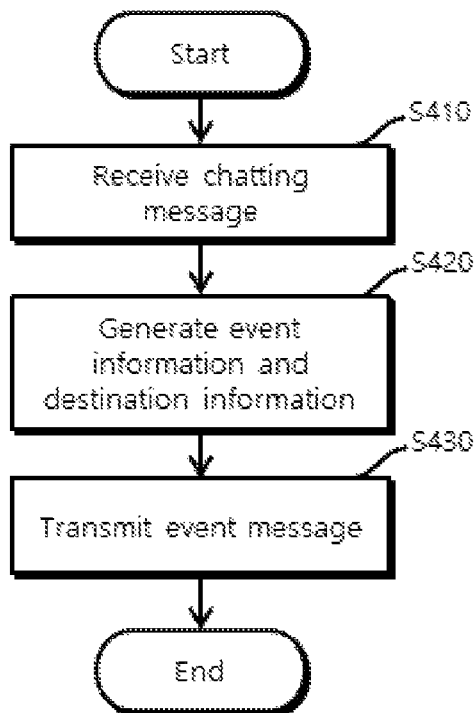 Start
S410
Receive chatting
message
S420
Generate event
information and
destination information
S430
Transmit event message
End